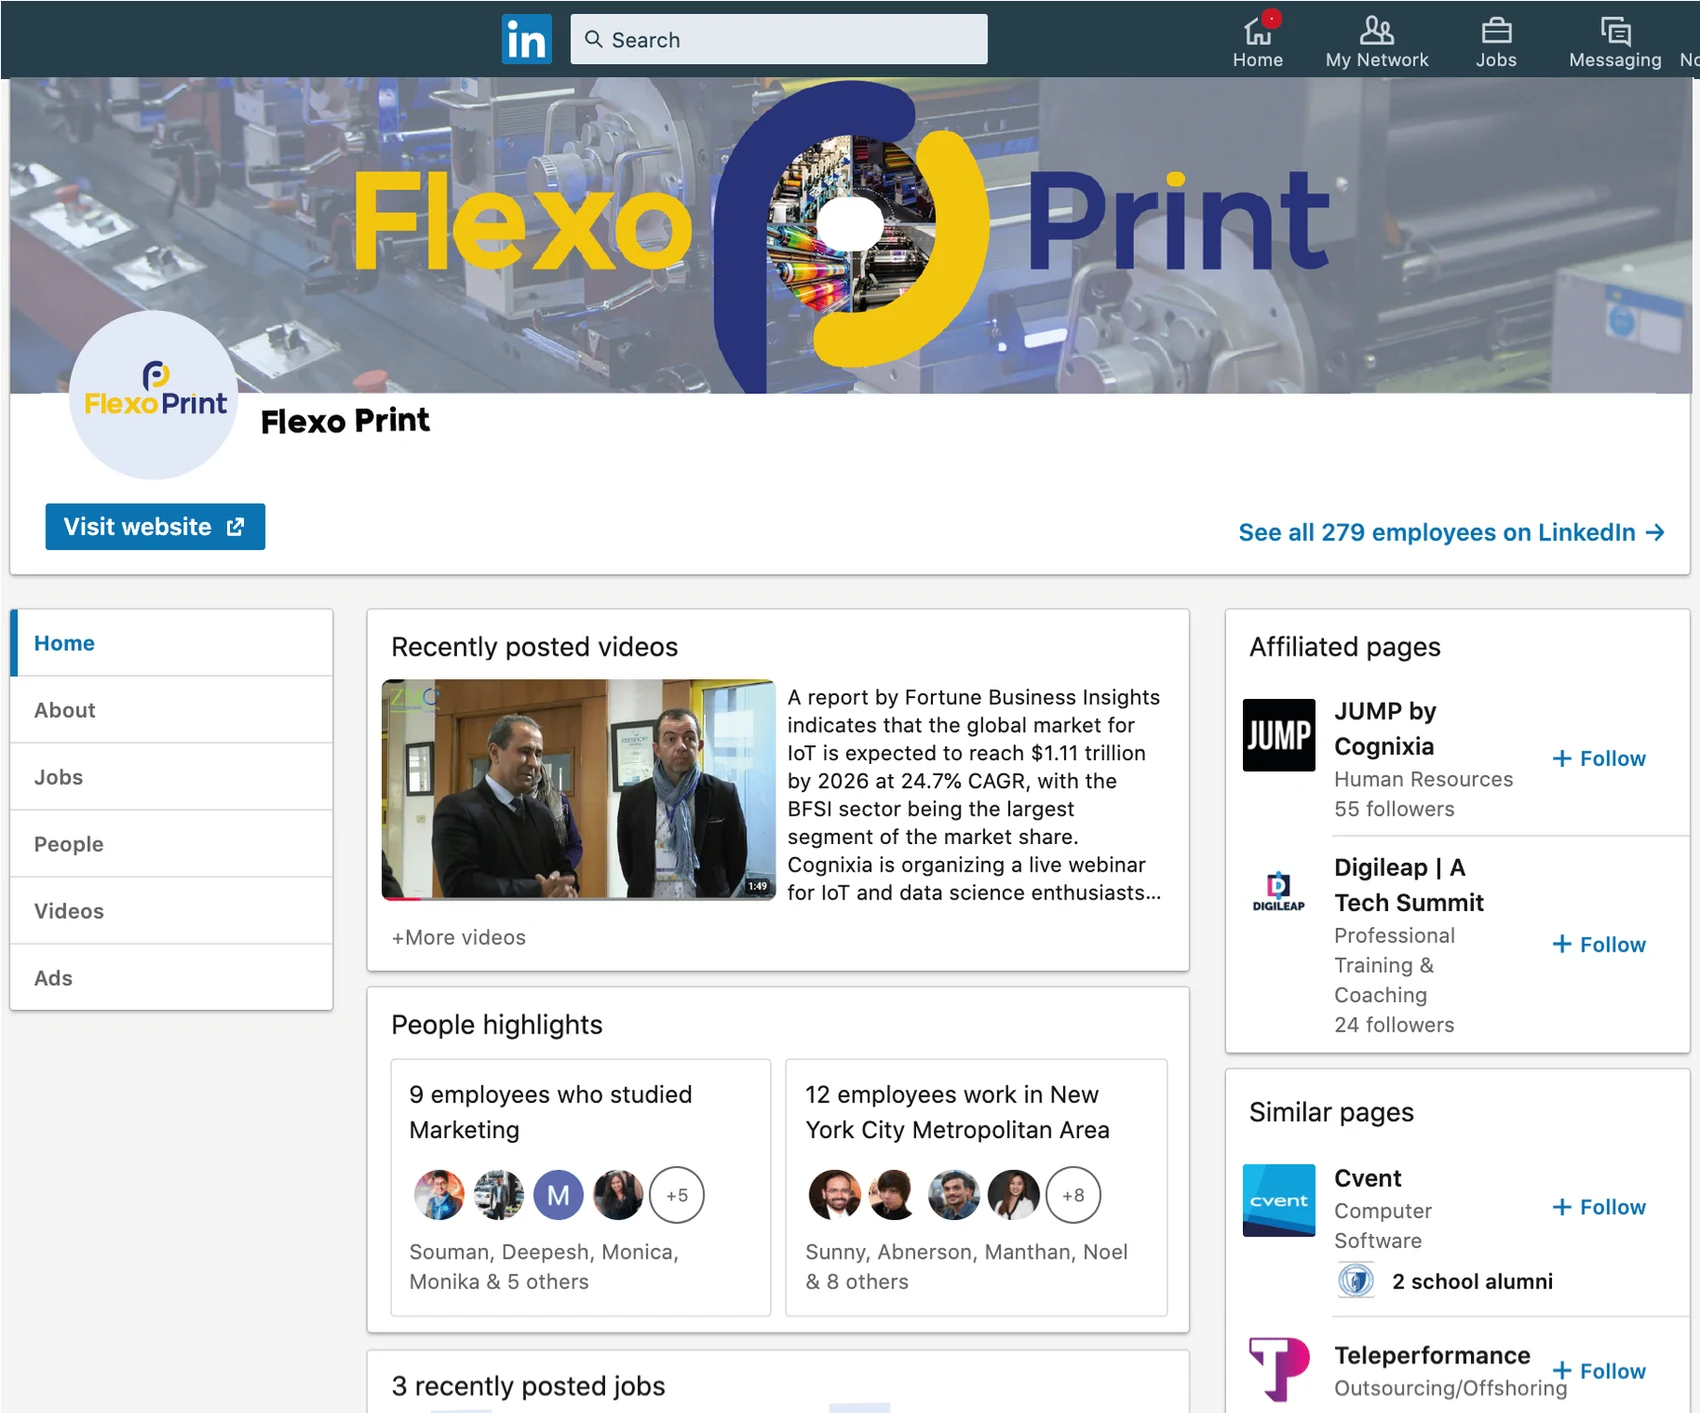 in
Search
Home
My Network
Jobs
Messaging
Flexo Print
Flexo Print
Flexo Print
Visit website
See all 279 employees on LinkedIn →
Home
About
Jobs
People
Videos
Ads
Recently posted videos
1:49
A report by Fortune Business Insights
indicates that the global market for
IoT is expected to reach $1.11 trillion
by 2026 at 24.7% CAGR, with the
BFSI sector being the largest
segment of the market share.
Cognixia is organizing a live webinar
for IoT and data science enthusiasts...
+More videos
People highlights
9 employees who studied
Marketing
M
+5
Souman, Deepesh, Monica,
Monika & 5 others
12 employees work in New
York City Metropolitan Area
+8
Sunny, Abnerson, Manthan, Noel
& 8 others
3 recently posted jobs
Affiliated pages
JUMP
JUMP by
Cognixia
Human Resources
55 followers
+ Follow
DIGILEAP
Digileap | A
Tech Summit
Professional
Training &
Coaching
24 followers
+ Follow
Similar pages
cvent
Cvent
Computer
Software
+ Follow
2 school alumni
Teleperformance
Outsourcing/Offshoring
+ Follow